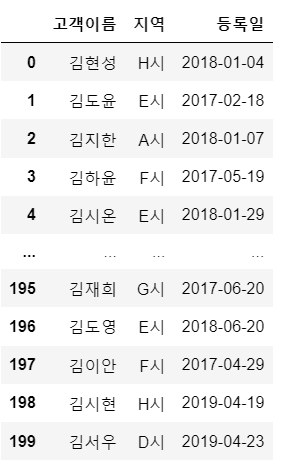 고객이름 지역 등록일
0 김현성 H시 2018-01-04
1 김도윤 E시 2017-02-18
2 김지한 A시 2018-01-07
3 김하윤 F시 2017-05-19
4 김시온 E시 2018-01-29
... ... ... ...
195 김재희 G시 2017-06-20
196 김도영 E시 2018-06-20
197 김이안 F시 2017-04-29
198 김시현 H시 2019-04-19
199 김서우 D시 2019-04-23